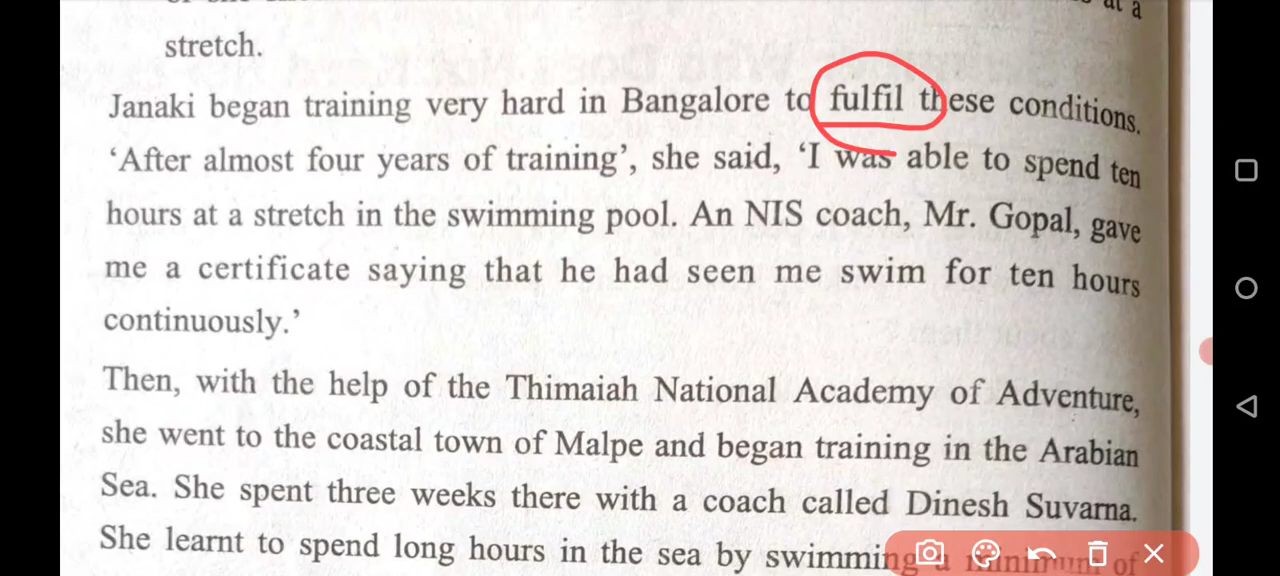 at a
stretch.
Janaki began training very hard in Bangalore to fulfil these conditions.
‘After almost four years of training’, she said, ‘I was able to spend ten
hours at a stretch in the swimming pool. An NIS coach, Mr. Gopal, gave
me a certificate saying that he had seen me swim for ten hours
continuously.’
Then, with the help of the Thimaiah National Academy of Adventure,
she went to the coastal town of Malpe and began training in the Arabian
Sea. She spent three weeks there with a coach called Dinesh Suvarna.
She learnt to spend long hours in the sea by swimming a minimum of